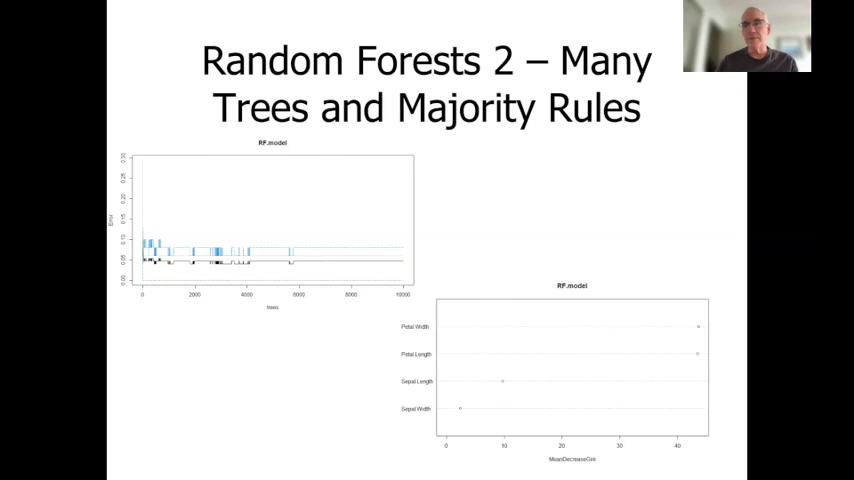 Random Forests 2 – Many
Trees and Majority Rules
RF.model
0.30
0.25
0.20
0.15
0.10
0.05
0.00
Error
0 2000 4000 6000 8000 10000
trees
RF.model
Petal.Width
Petal.Length
Sepal.Length
Sepal.Width
0 10 20 30 40
MeanDecreaseGini